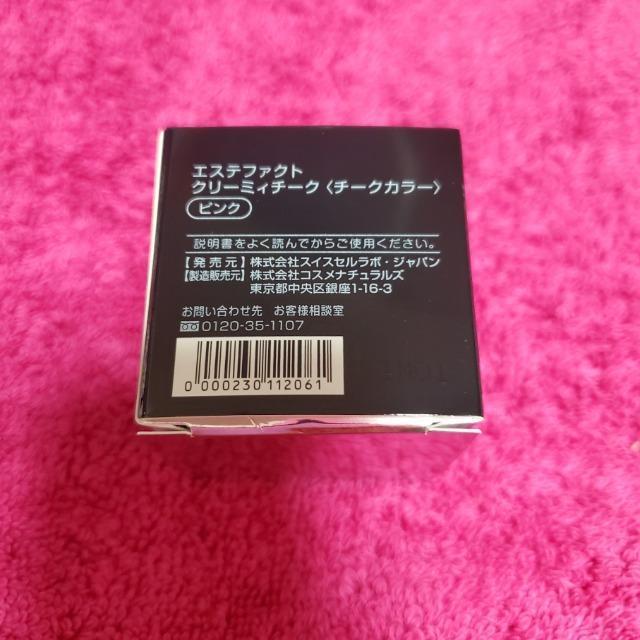 エステファクト
クリーミィチーク〈チークカラー〉
ピンク
説明書をよく読んでからご使用ください。
【発売元】株式会社スイスセルラボ・ジャパン
【製造販売元】株式会社コスメナチュラルズ
東京都中央区銀座1-16-3
お問い合わせ先 お客様相談室
0120-35-1107
0 000230 112061